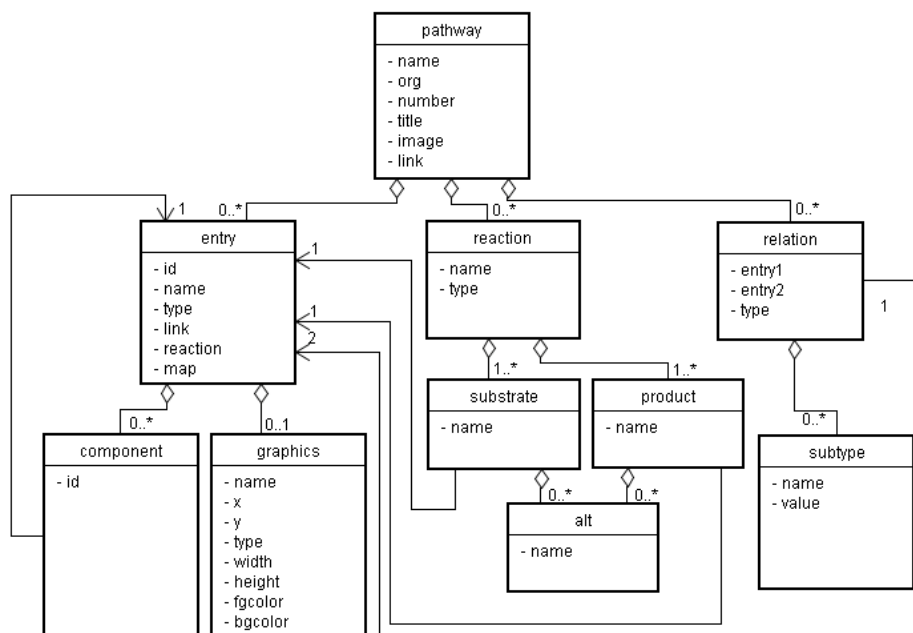 pathway
- name
- org
- number
- title
- image
- link
1
0..*
0..*
0..*
entry
- id
- name
- type
- link
- reaction
- map
1
1
2
reaction
- name
- type
relation
- entry1
- entry2
- type
1
1..*
1..*
substrate
- name
product
- name
0..*
0..1
0..*
component
- id
graphics
- name
- x
- y
- type
- width
- height
- fgcolor
- bgcolor
subtype
- name
- value
0..*
0..*
alt
- name